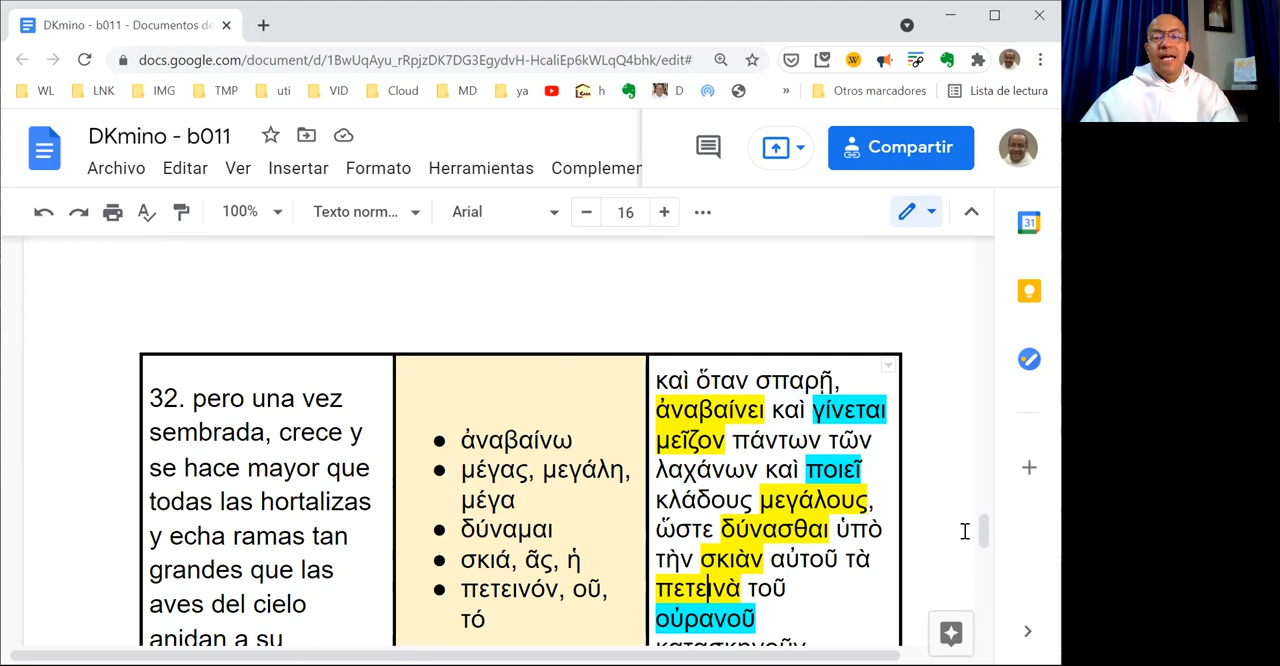 DKmino - b011 - Documentos de
docs.google.com/document/d/1BwUqAyu_rRpjzDK7DG3EgydvH-HcaliEp6kWLqQ4bhk/edit#
WL LNK IMG TMP uti VID Cloud MD ya h D » Otros marcadores Lista de lectura
DKmino - b011
Compartir
Archivo Editar Ver Insertar Formato Herramientas Complemen
100% Texto norm... Arial 16
31
32. pero una vez
sembrada, crece y
se hace mayor que
todas las hortalizas
y echa ramas tan
grandes que las
aves del cielo
anidan a su
● ἀναβαίνω
● μέγας, μεγάλη,
μέγα
● δύναμαι
● σκιά, ᾶς, ἡ
● πετεινόν, οῦ,
τό
καὶ ὅταν σπαρῇ,
ἀναβαίνει καὶ γίνεται
μεῖζον πάντων τῶν
λαχάνων καὶ ποιεῖ
κλάδους μεγάλους,
ὥστε δύνασθαι ὑπὸ
τὴν σκιὰν αὐτοῦ τὰ
πετεινὰ τοῦ
οὐρανοῦ
κατασκηνοῦν